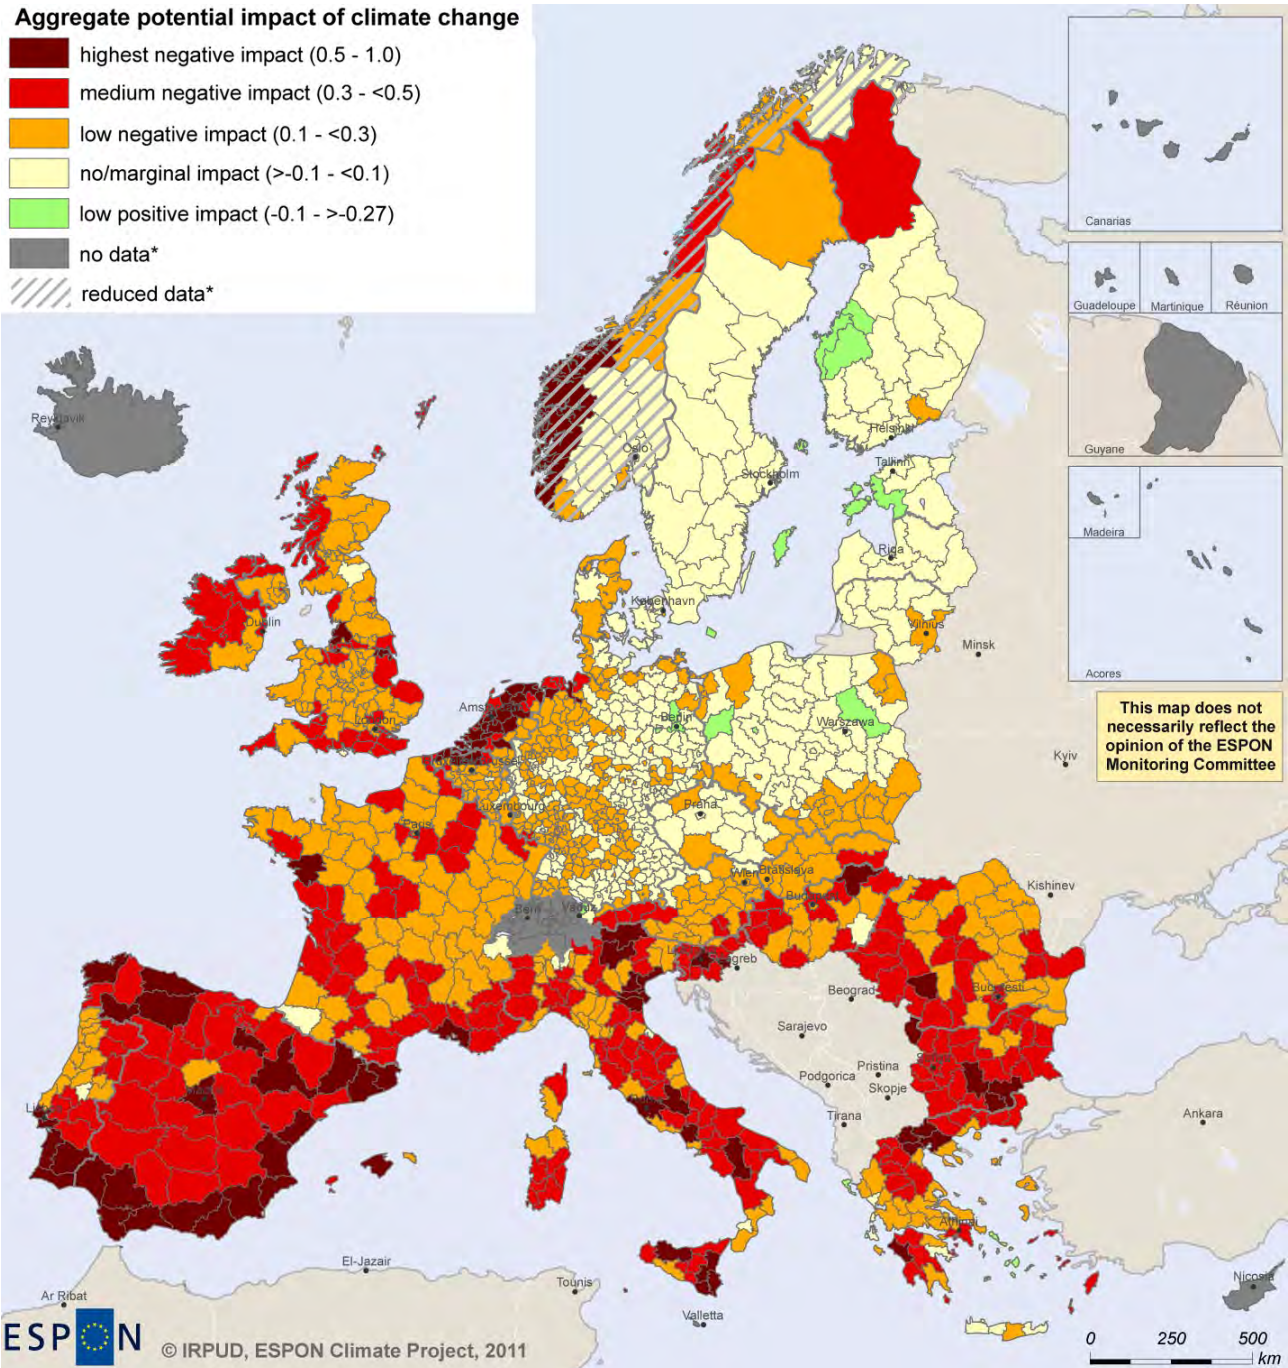 Aggregate potential impact of climate change
highest negative impact (0.5 - 1.0)
medium negative impact (0.3 - <0.5)
low negative impact (0.1 - <0.3)
no/marginal impact (>-0.1 - <0.1)
low positive impact (-0.1 - >-0.27)
no data*
reduced data*
Canarias
Guadeloupe
Martinique
Réunion
Guyane
Madeira
Acores
This map does not
necessarily reflect the
opinion of the ESPON
Monitoring Committee
Reykjavik
Oslo
Helsinki
Tallinn
Stockholm
Riga
København
Vilnius
Minsk
Dublin
London
Berlin
Warszawa
Kyiv
Luxembourg
Praha
Paris
Wien
Bratislava
Kishinev
Bern
Vaduz
Zagreb
Beograd
Bucuresti
Sarajevo
Pristina
Podgorica
Skopje
Tirana
Ankara
El-Jazair
Tounis
Ar Ribat
Valletta
Nicosia
ESPON
© IRPUD, ESPON Climate Project, 2011
0 250 500
km